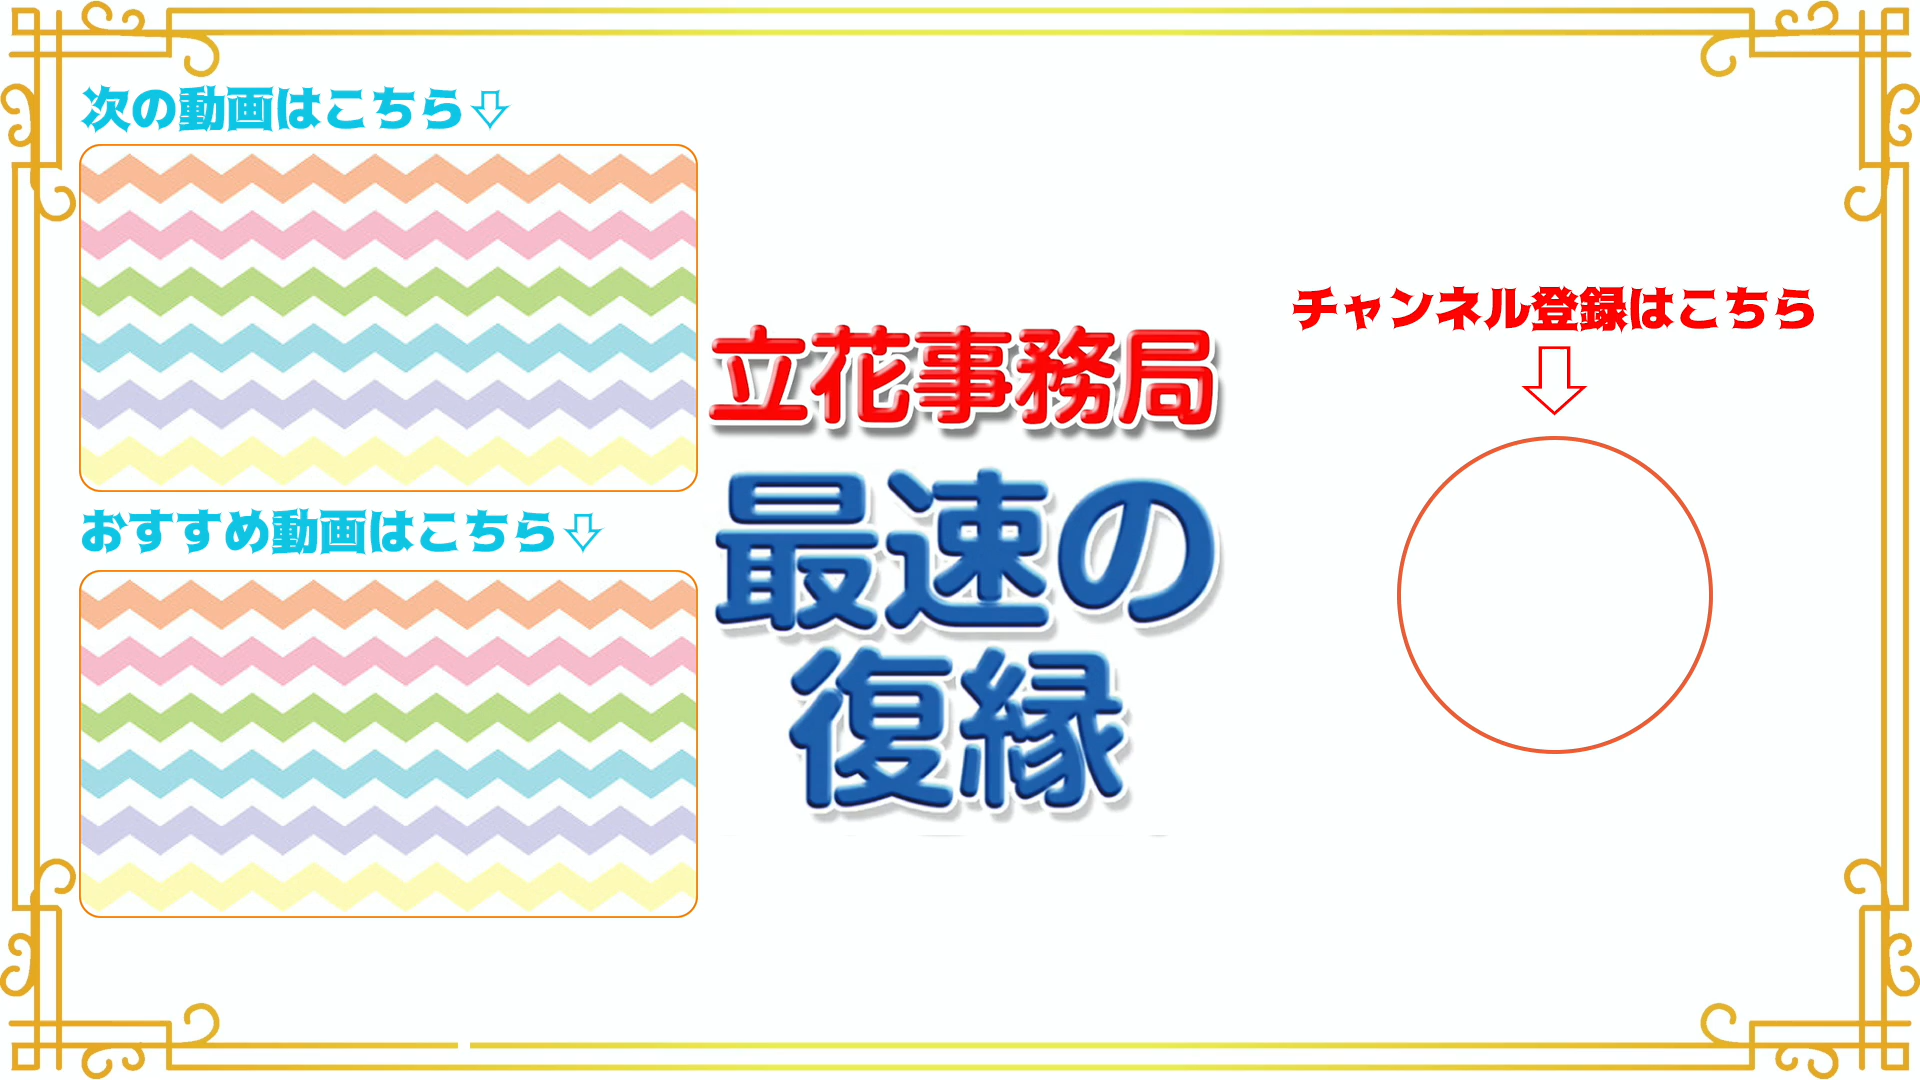 次の動画はこちら⇩
おすすめ動画はこちら⇩
立花事務局
最速の
復縁
チャンネル登録はこちら